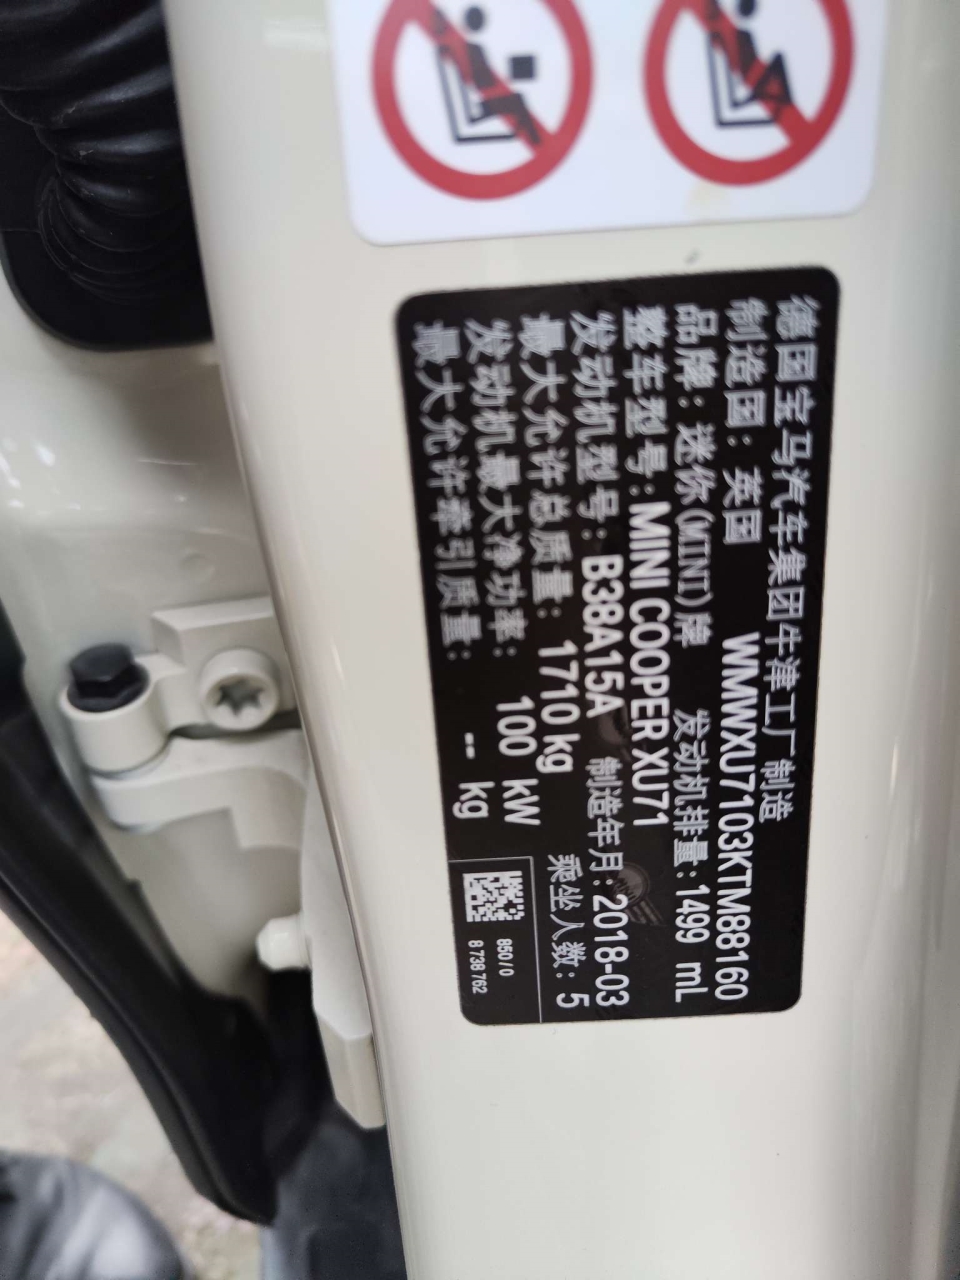 德国宝马汽车集团牛津工厂制造
制造国：英国 WMWXU7103KTM88160
品牌：迷你(MINI)牌 发动机排量：1499 mL
整车型号：MINI COOPER XU71
发动机型号：B38A15A 制造年月：2018-03
最大允许总质量：1710 kg 乘坐人数：5
发动机最大净功率：100 kW
最大允许牵引质量：-- kg
850 / 0
8 738 762